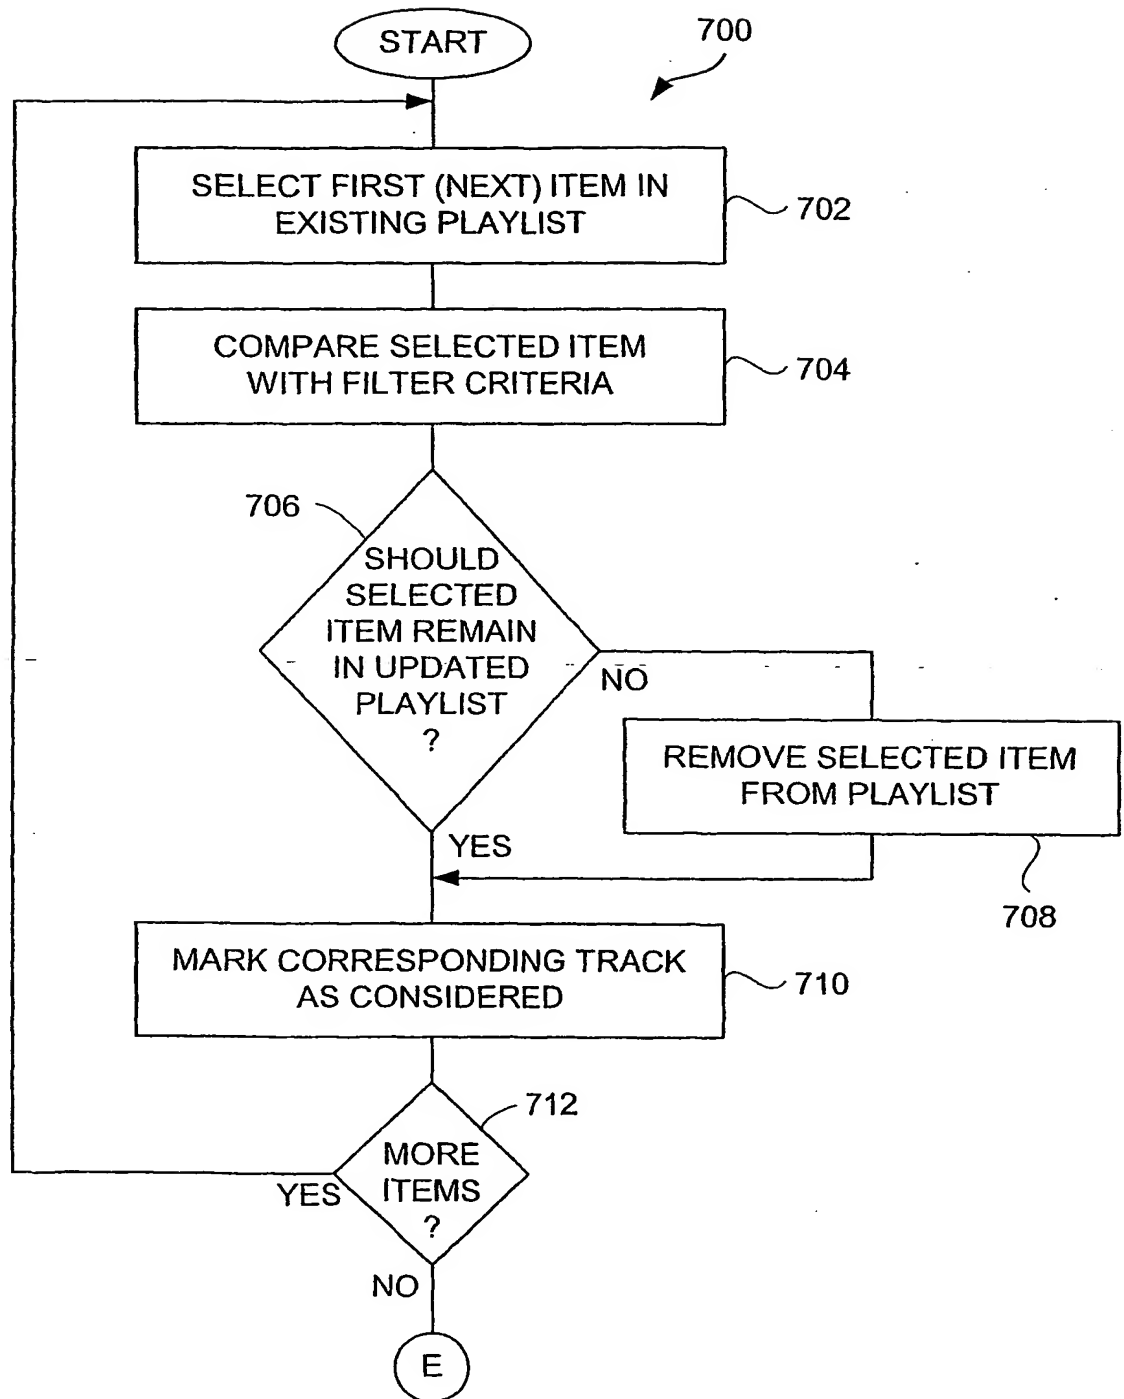 START
700
SELECT FIRST (NEXT) ITEM IN
EXISTING PLAYLIST
702
COMPARE SELECTED ITEM
WITH FILTER CRITERIA
704
706
SHOULD
SELECTED
ITEM REMAIN
IN UPDATED
PLAYLIST
?
NO
REMOVE SELECTED ITEM
FROM PLAYLIST
708
YES
MARK CORRESPONDING TRACK
AS CONSIDERED
710
712
MORE
ITEMS
?
YES
NO
E